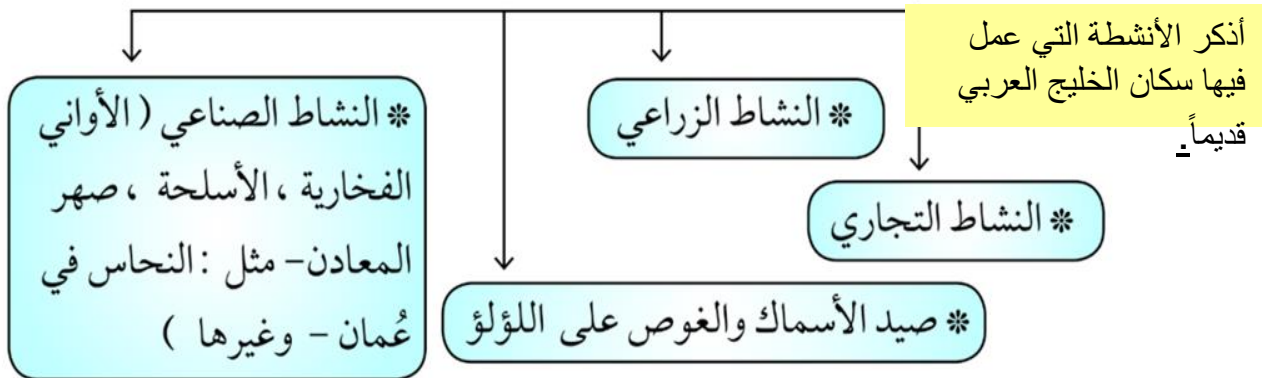 أذكر الأنشطة التي عمل
فيها سكان الخليج العربي
قديماً.
* النشاط التجاري
* النشاط الزراعي
* صيد الأسماك والغوص على اللؤلؤ
* النشاط الصناعي ( الأواني
الفخارية ، الأسلحة ، صهر
المعادن – مثل : النحاس في
عُمان – وغيرها )